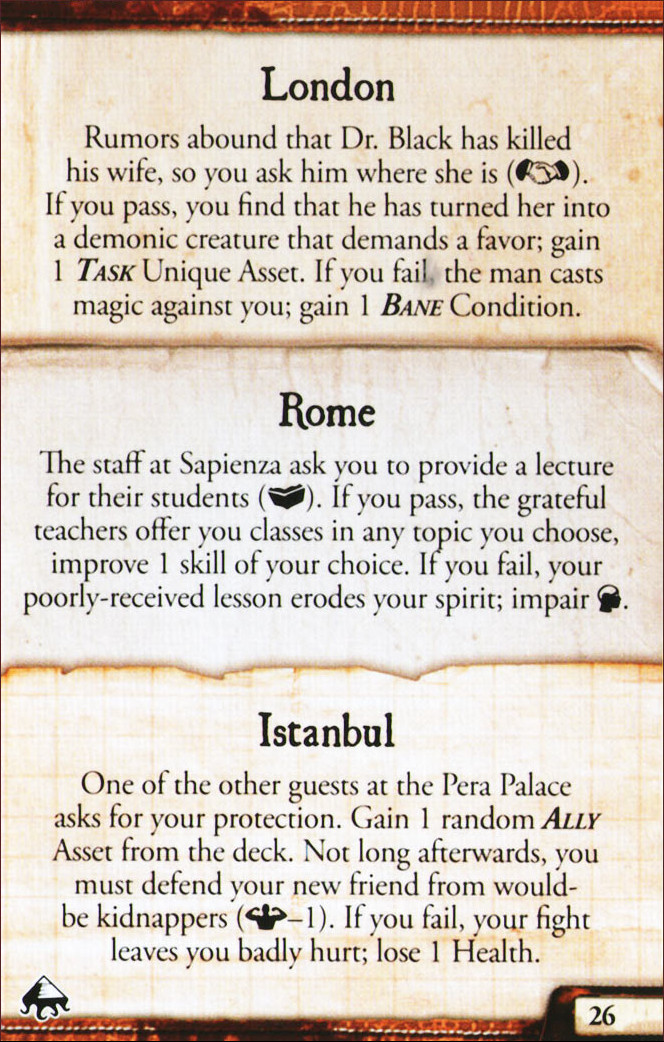 London
Rumors abound that Dr. Black has killed
his wife, so you ask him where she is ( ).
If you pass, you find that he has turned her into
a demonic creature that demands a favor; gain
1 TASK Unique Asset. If you fail, the man casts
magic against you; gain 1 BANE Condition.
Rome
The staff at Sapienza ask you to provide a lecture
for their students ( ). If you pass, the grateful
teachers offer you classes in any topic you choose,
improve 1 skill of your choice. If you fail, your
poorly-received lesson erodes your spirit; impair .
Istanbul
One of the other guests at the Pera Palace
asks for your protection. Gain 1 random ALLY
Asset from the deck. Not long afterwards, you
must defend your new friend from would-
be kidnappers ( –1). If you fail, your fight
leaves you badly hurt; lose 1 Health.
26